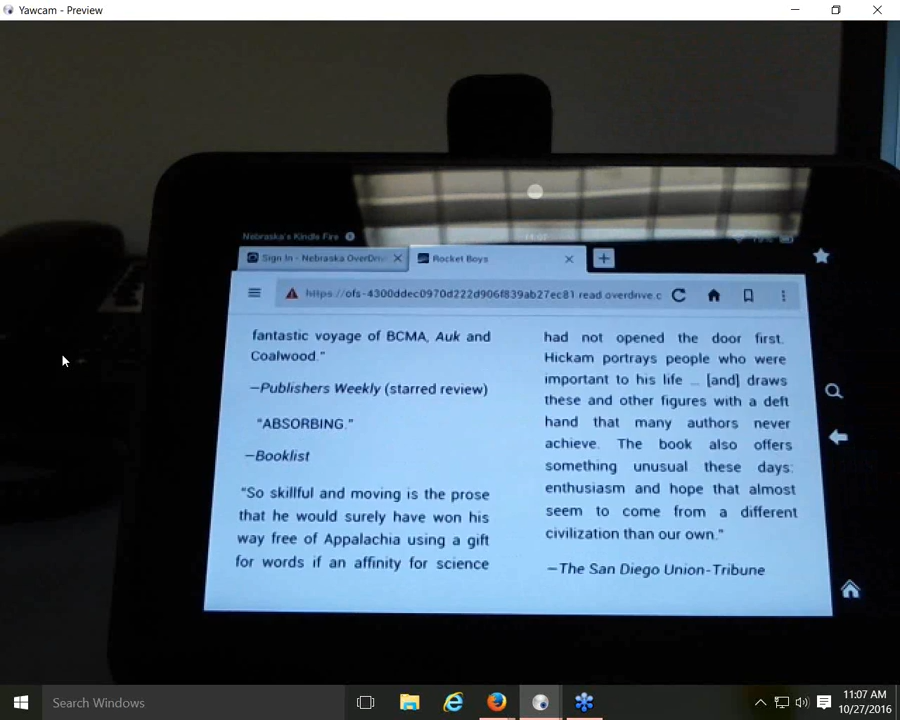 Yawcam - Preview
Nebraska's Kindle Fire
Sign In - Nebraska OverDriv
Rocket Boys
https://ofs-4300ddec0970d222d906f839ab27ec81.read.overdrive.c
fantastic voyage of BCMA, Auk and
Coalwood."
—Publishers Weekly (starred review)
"ABSORBING."
—Booklist
"So skillful and moving is the prose
that he would surely have won his
way free of Appalachia using a gift
for words if an affinity for science
had not opened the door first.
Hickam portrays people who were
important to his life ... [and] draws
these and other figures with a deft
hand that many authors never
achieve. The book also offers
something unusual these days:
enthusiasm and hope that almost
seem to come from a different
civilization than our own."
—The San Diego Union-Tribune
Search Windows
11:07 AM
10/27/2016